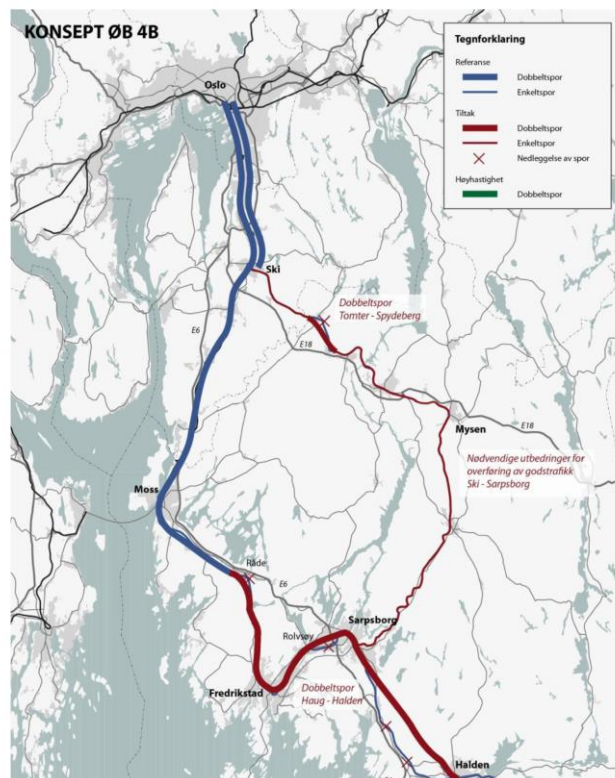 KONSEPT ØB 4B
Tegnforklaring
Referanse
Dobbeltspor
Enkeltspor
Tiltak
Dobbeltspor
Enkeltspor
Nedleggelse av spor
Høyhastighet
Dobbeltspor
Oslo
Ski
Dobbeltspor
Tomter - Spydeberg
E6
E18
Mysen
E18
Nødvendige utbedringer for
overføring av godstrafikk
Ski - Sarpsborg
Moss
Råde
E6
Sarpsborg
Rolvsøy
Fredrikstad
Dobbeltspor
Haug - Halden
Halden